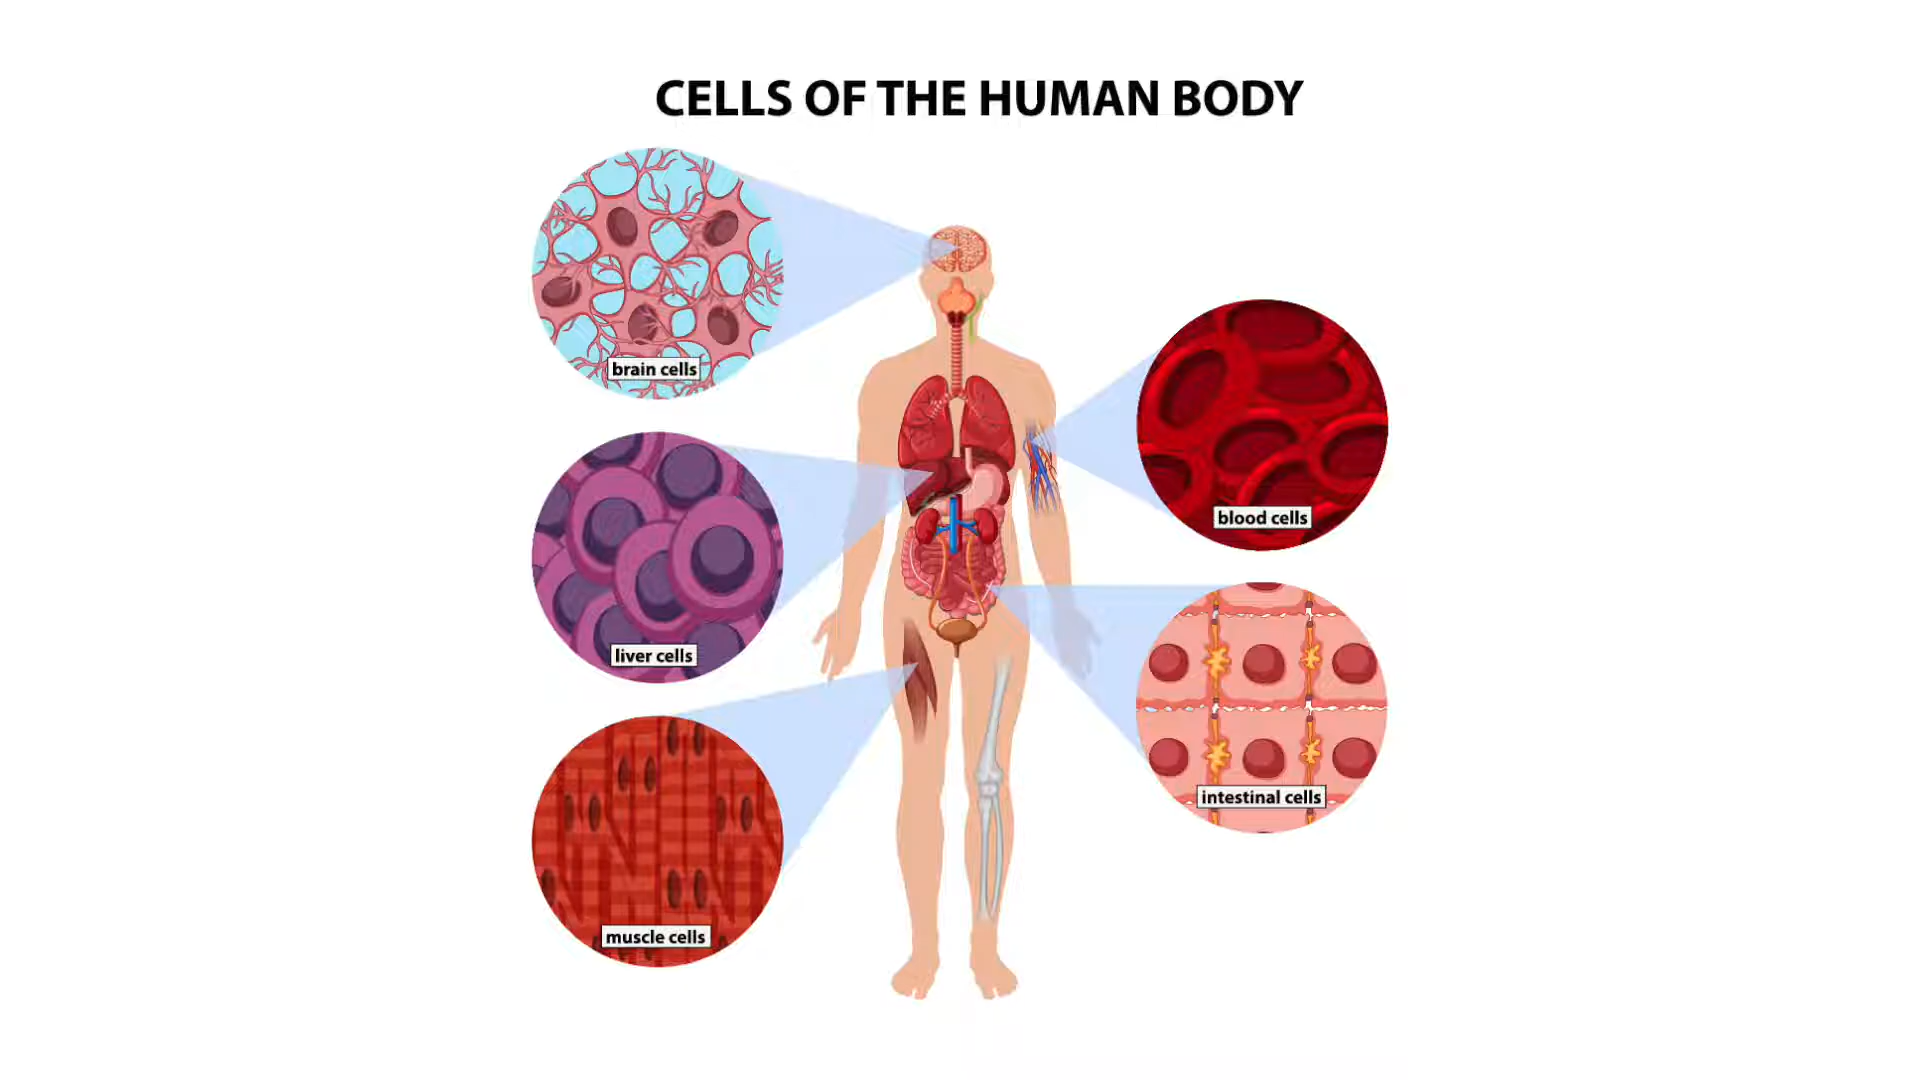 CELLS OF THE HUMAN BODY
brain cells
blood cells
liver cells
intestinal cells
muscle cells